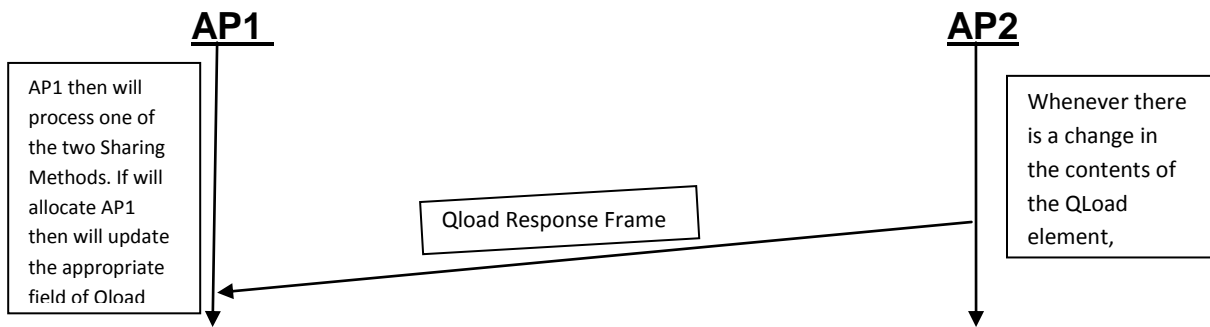 AP1
AP2
AP1 then will
process one of
the two Sharing
Methods. If will
allocate AP1
then will update
the appropriate
field of Qload
Qload Response Frame
Whenever there
is a change in
the contents of
the QLoad
element,